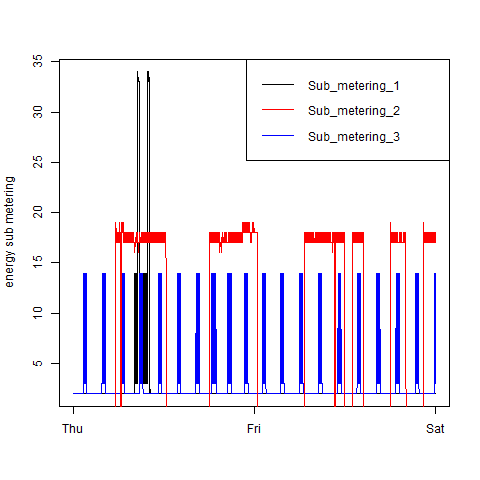 35
30
25
20
15
10
5
energy sub metering
Sub_metering_1
Sub_metering_2
Sub_metering_3
Thu
Fri
Sat